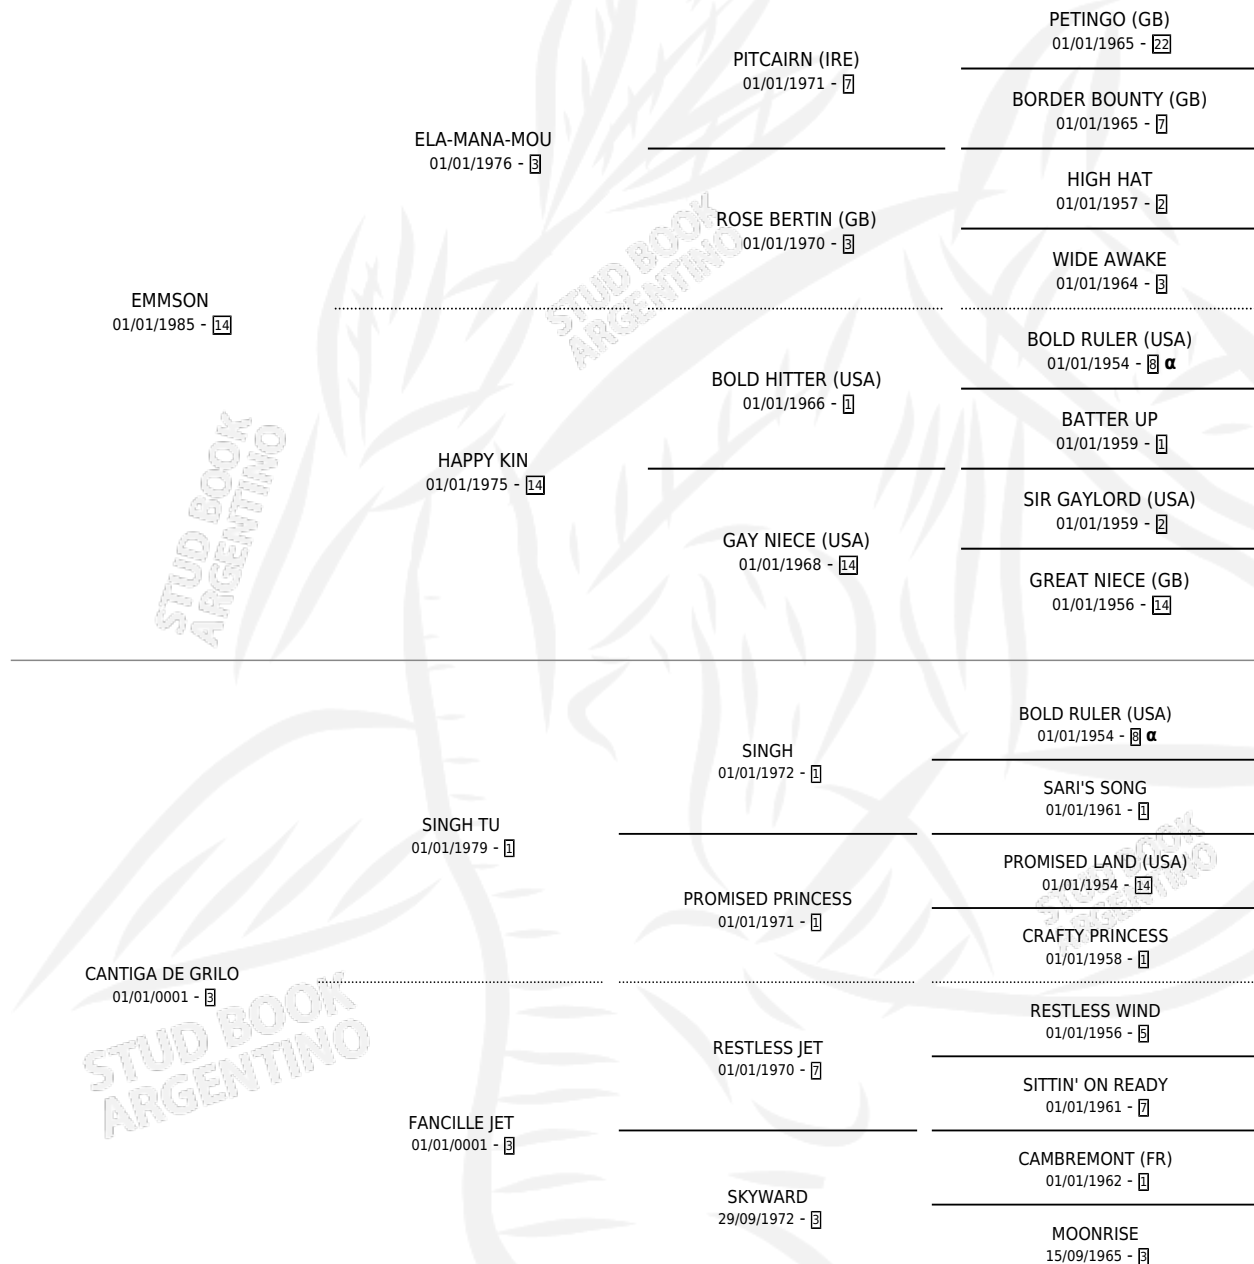 PETINGO (GB)
01/01/1965 - 22
PITCAIRN (IRE)
01/01/1971 - 7
BORDER BOUNTY (GB)
01/01/1965 - 7
ELA-MANA-MOU
01/01/1976 - 3
HIGH HAT
01/01/1957 - 2
ROSE BERTIN (GB)
01/01/1970 - 3
WIDE AWAKE
01/01/1964 - 3
EMMSON
01/01/1985 - 14
BOLD RULER (USA)
01/01/1954 - 8 α
BOLD HITTER (USA)
01/01/1966 - 1
BATTER UP
01/01/1959 - 1
HAPPY KIN
01/01/1975 - 14
SIR GAYLORD (USA)
01/01/1959 - 2
GAY NIECE (USA)
01/01/1968 - 14
GREAT NIECE (GB)
01/01/1956 - 14
BOLD RULER (USA)
01/01/1954 - 8 α
SINGH
01/01/1972 - 1
SARI'S SONG
01/01/1961 - 1
SINGH TU
01/01/1979 - 1
PROMISED LAND (USA)
01/01/1954 - 14
PROMISED PRINCESS
01/01/1971 - 1
CRAFTY PRINCESS
01/01/1958 - 1
CANTIGA DE GRILO
01/01/0001 - 3
RESTLESS WIND
01/01/1956 - 5
RESTLESS JET
01/01/1970 - 7
SITTIN' ON READY
01/01/1961 - 7
FANCILLE JET
01/01/0001 - 3
CAMBREMONT (FR)
01/01/1962 - 1
SKYWARD
29/09/1972 - 3
MOONRISE
15/09/1965 - 3
STUD BOOK
ARGENTINO
STUD BOOK
ARGENTINO
STUD BOOK
ARGENTINO
STUD BOOK
ARGENTINO